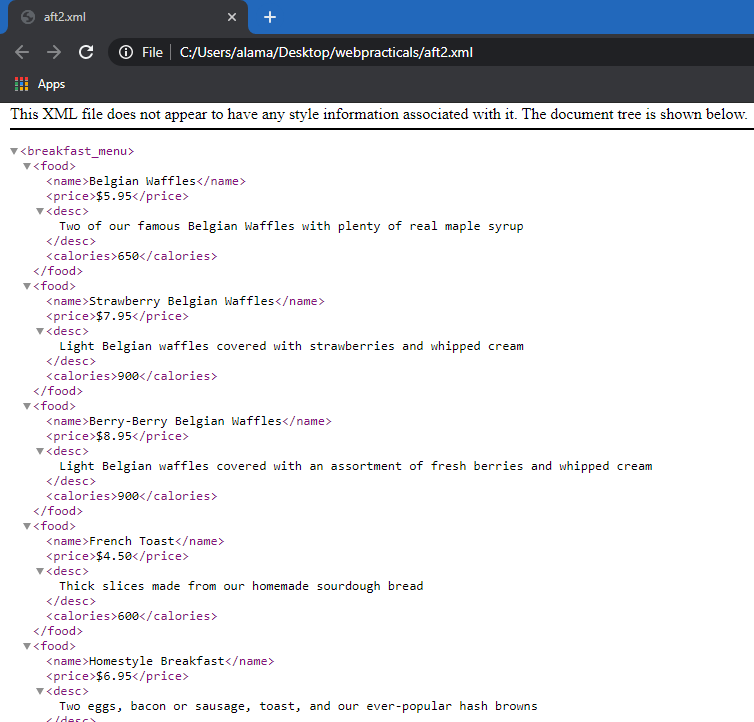 aft2.xml
File C:/Users/alama/Desktop/webpracticals/aft2.xml
Apps
This XML file does not appear to have any style information associated with it. The document tree is shown below.
<breakfast_menu>
<food>
<name>Belgian Waffles</name>
<price>$5.95</price>
<desc>
Two of our famous Belgian Waffles with plenty of real maple syrup
</desc>
<calories>650</calories>
</food>
<food>
<name>Strawberry Belgian Waffles</name>
<price>$7.95</price>
<desc>
Light Belgian waffles covered with strawberries and whipped cream
</desc>
<calories>900</calories>
</food>
<food>
<name>Berry-Berry Belgian Waffles</name>
<price>$8.95</price>
<desc>
Light Belgian waffles covered with an assortment of fresh berries and whipped cream
</desc>
<calories>900</calories>
</food>
<food>
<name>French Toast</name>
<price>$4.50</price>
<desc>
Thick slices made from our homemade sourdough bread
</desc>
<calories>600</calories>
</food>
<food>
<name>Homestyle Breakfast</name>
<price>$6.95</price>
<desc>
Two eggs, bacon or sausage, toast, and our ever-popular hash browns
</desc>